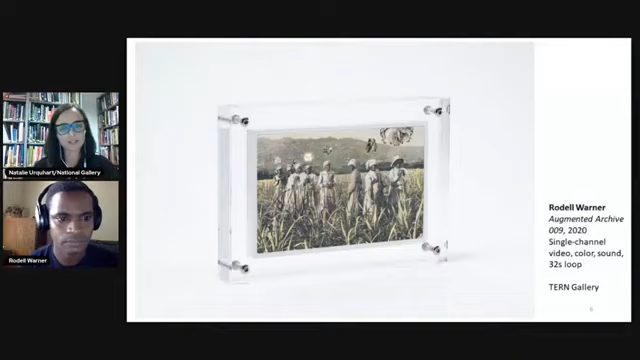 Natalie Urquhart/National Gallery
Rodell Warner
Rodell Warner
Augmented Archive
009, 2020
Single-channel
video, color, sound,
32s loop
TERN Gallery
6